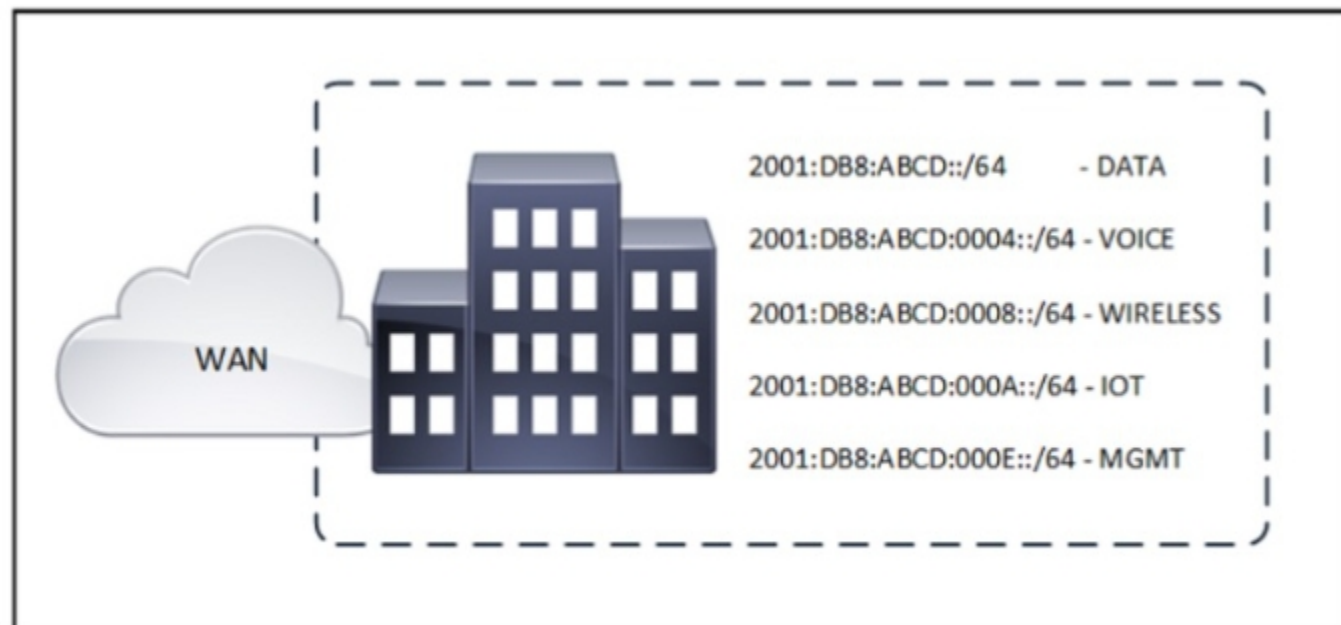 WAN
2001:DB8:ABCD::/64 - DATA
2001:DB8:ABCD:0004::/64 - VOICE
2001:DB8:ABCD:0008::/64 - WIRELESS
2001:DB8:ABCD:000A::/64 - IOT
2001:DB8:ABCD:000E::/64 - MGMT